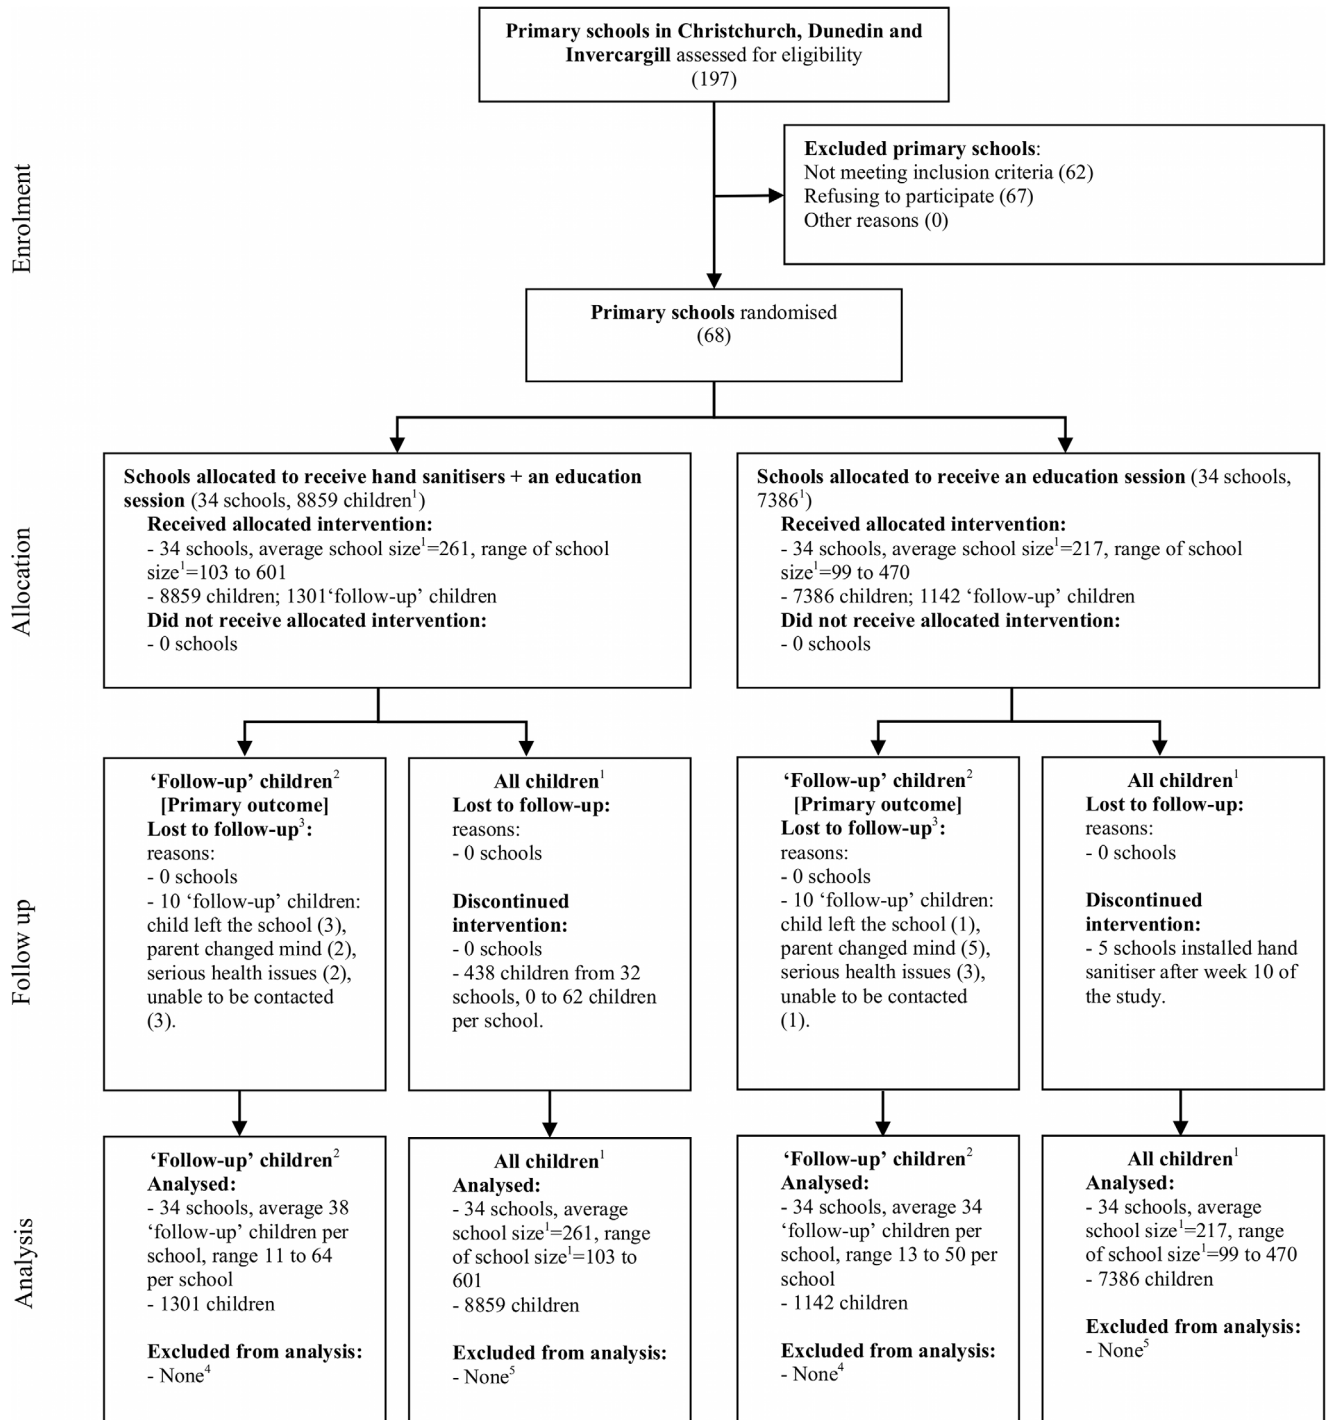 Primary schools in Christchurch, Dunedin and
Invercargill assessed for eligibility
(197)
Enrolment
Excluded primary schools:
Not meeting inclusion criteria (62)
Refusing to participate (67)
Other reasons (0)
Primary schools randomised
(68)
Allocation
Schools allocated to receive hand sanitisers + an education
session (34 schools, 8859 children¹)
Received allocated intervention:
- 34 schools, average school size¹=261, range of school
size¹=103 to 601
- 8859 children; 1301‘follow-up’ children
Did not receive allocated intervention:
- 0 schools
Schools allocated to receive an education session (34 schools,
7386¹)
Received allocated intervention:
- 34 schools, average school size¹=217, range of school
size¹=99 to 470
- 7386 children; 1142 ‘follow-up’ children
Did not receive allocated intervention:
- 0 schools
Follow up
‘Follow-up’ children²
[Primary outcome]
Lost to follow-up³:
reasons:
- 0 schools
- 10 ‘follow-up’ children:
child left the school (3),
parent changed mind (2),
serious health issues (2),
unable to be contacted
(3).
All children¹
Lost to follow-up:
reasons:
- 0 schools
Discontinued
intervention:
- 0 schools
- 438 children from 32
schools, 0 to 62 children
per school.
‘Follow-up’ children²
[Primary outcome]
Lost to follow-up³:
reasons:
- 0 schools
- 10 ‘follow-up’ children:
child left the school (1),
parent changed mind (5),
serious health issues (3),
unable to be contacted
(1).
All children¹
Lost to follow-up:
reasons:
- 0 schools
Discontinued
intervention:
- 5 schools installed hand
sanitiser after week 10 of
the study.
Analysis
‘Follow-up’ children²
Analysed:
- 34 schools, average 38
‘follow-up’ children per
school, range 11 to 64
per school
- 1301 children
Excluded from analysis:
- None⁴
All children¹
Analysed:
- 34 schools, average
school size¹=261, range
of school size¹=103 to
601
- 8859 children
Excluded from analysis:
- None⁵
‘Follow-up’ children²
Analysed:
- 34 schools, average 34
‘follow-up’ children per
school, range 13 to 50 per
school
- 1142 children
Excluded from analysis:
- None⁴
All children¹
Analysed:
- 34 schools, average
school size¹=217, range
of school size¹=99 to 470
- 7386 children
Excluded from analysis:
- None⁵